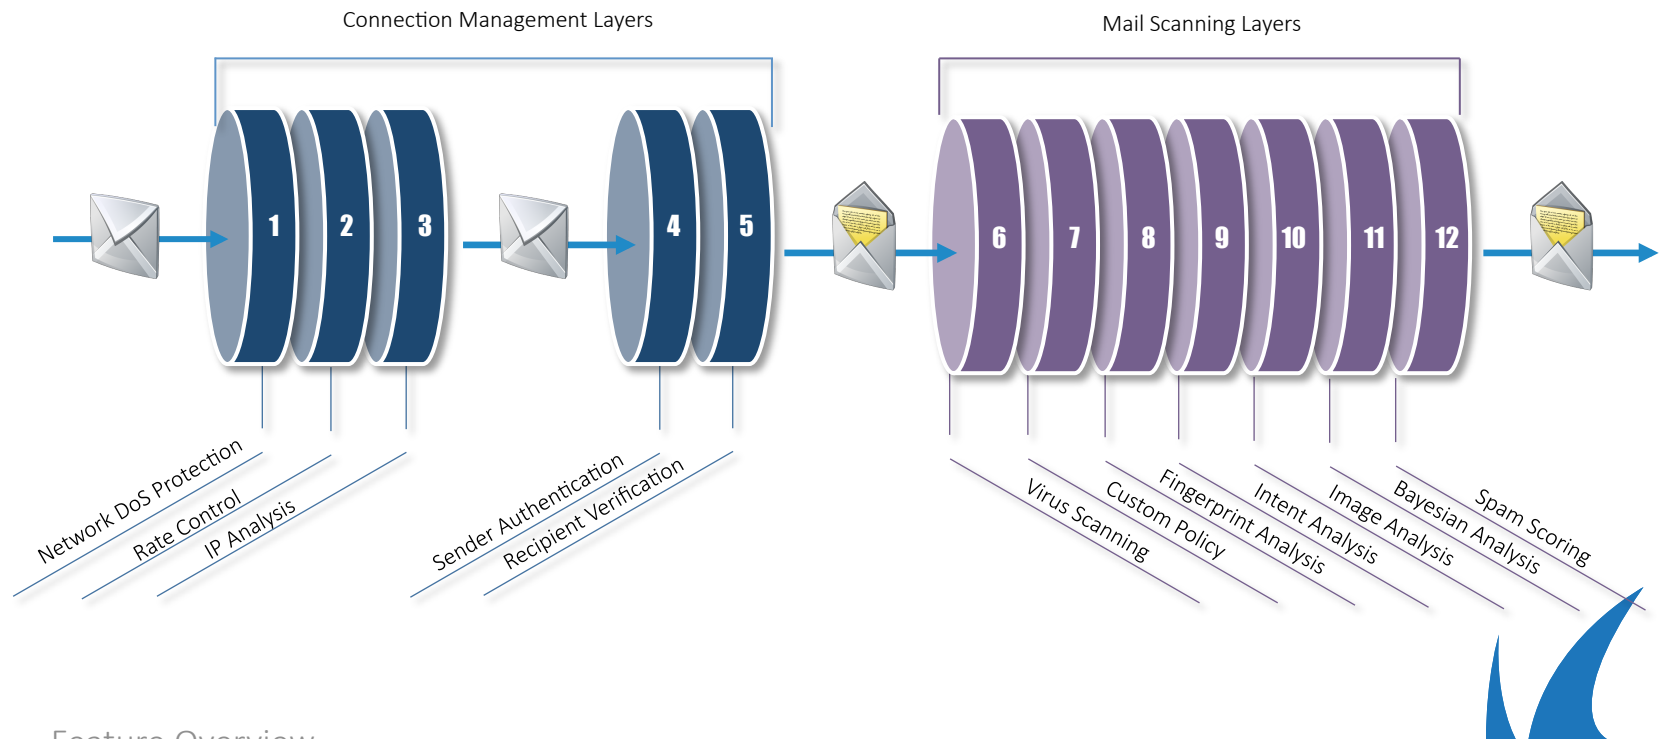 Connection Management Layers
Mail Scanning Layers
1
2
3
4
5
6
7
8
9
10
11
12
Network DoS Protection
Rate Control
IP Analysis
Sender Authentication
Recipient Verification
Virus Scanning
Custom Policy
Fingerprint Analysis
Intent Analysis
Image Analysis
Bayesian Analysis
Spam Scoring
Feature Overview